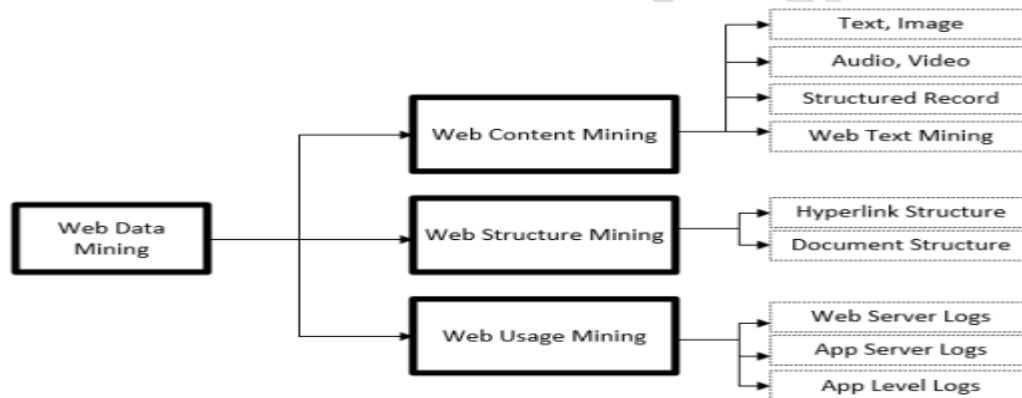 Text, Image
Audio, Video
Structured Record
Web Content Mining
Web Text Mining
Web Data
Mining
Web Structure Mining
Hyperlink Structure
Document Structure
Web Usage Mining
Web Server Logs
App Server Logs
App Level Logs